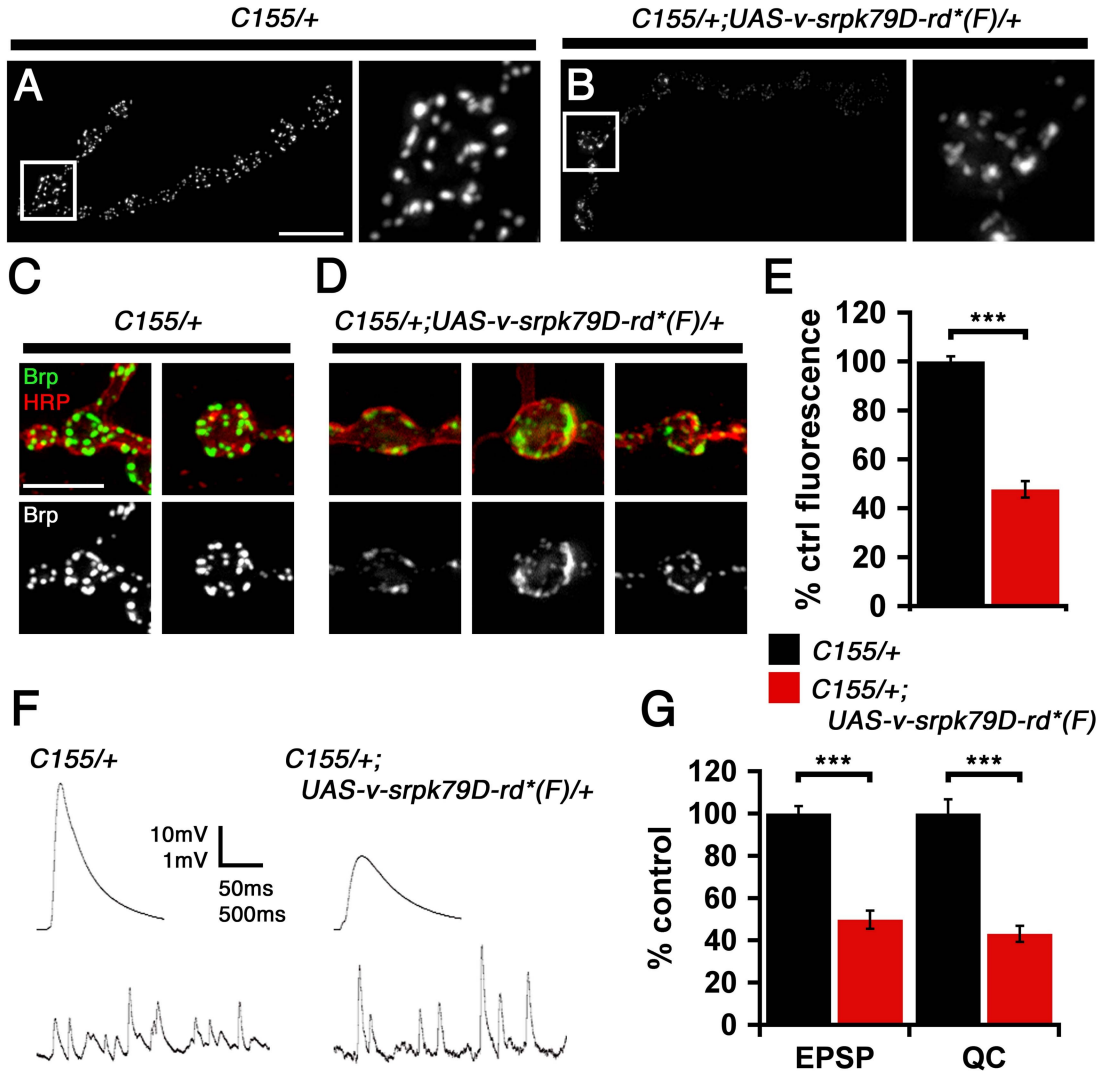 C155/+
C155/+;UAS-v-srpk79D-rd*(F)/+
A
B
C
D
E
C155/+
C155/+;UAS-v-srpk79D-rd*(F)/+
Brp
HRP
Brp
% ctrl fluorescence
120
100
80
60
40
20
0
***
C155/+
C155/+;
UAS-v-srpk79D-rd*(F)
F
C155/+
C155/+;
UAS-v-srpk79D-rd*(F)/+
10mV
1mV
50ms
500ms
G
% control
120
100
80
60
40
20
0
***
***
EPSP
QC